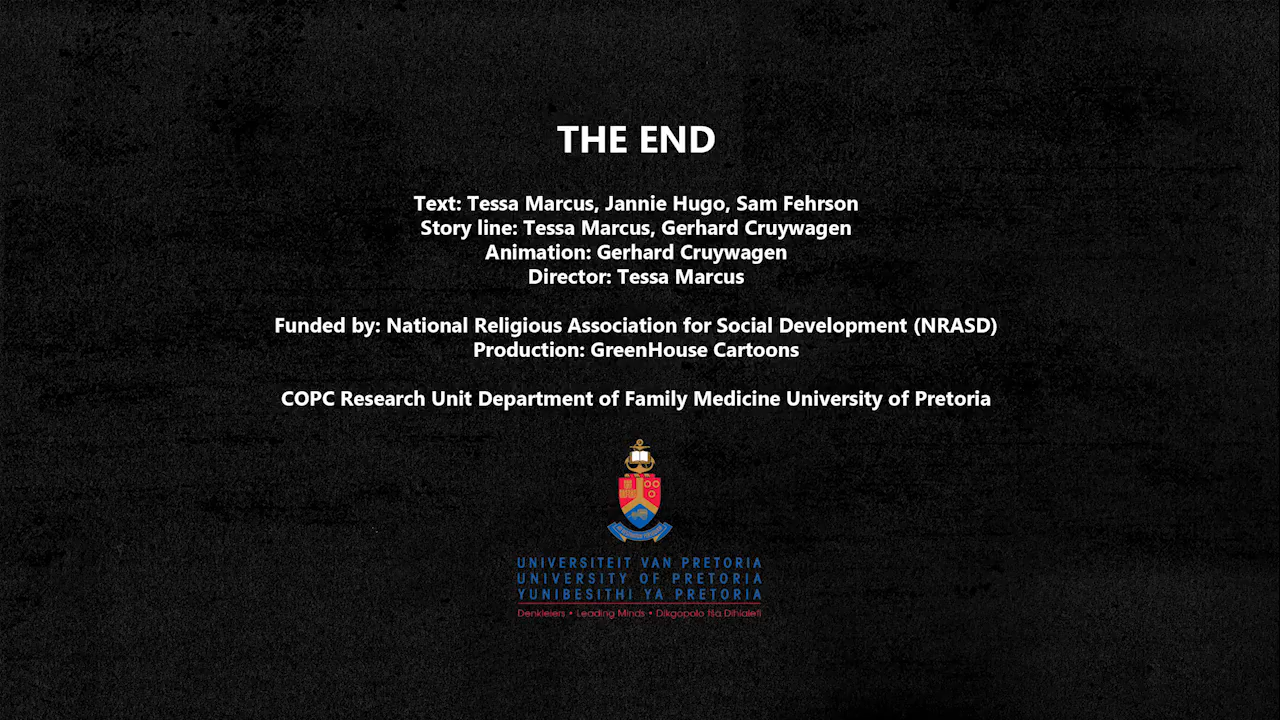 THE END
Text: Tessa Marcus, Jannie Hugo, Sam Fehrson
Story line: Tessa Marcus, Gerhard Cruywagen
Animation: Gerhard Cruywagen
Director: Tessa Marcus
Funded by: National Religious Association for Social Development (NRASD)
Production: GreenHouse Cartoons
COPC Research Unit Department of Family Medicine University of Pretoria
UNIVERSITEIT VAN PRETORIA
UNIVERSITY OF PRETORIA
YUNIBESITHI YA PRETORIA
Denkleiers • Leading Minds • Dikgopolo tša Dihlalefi